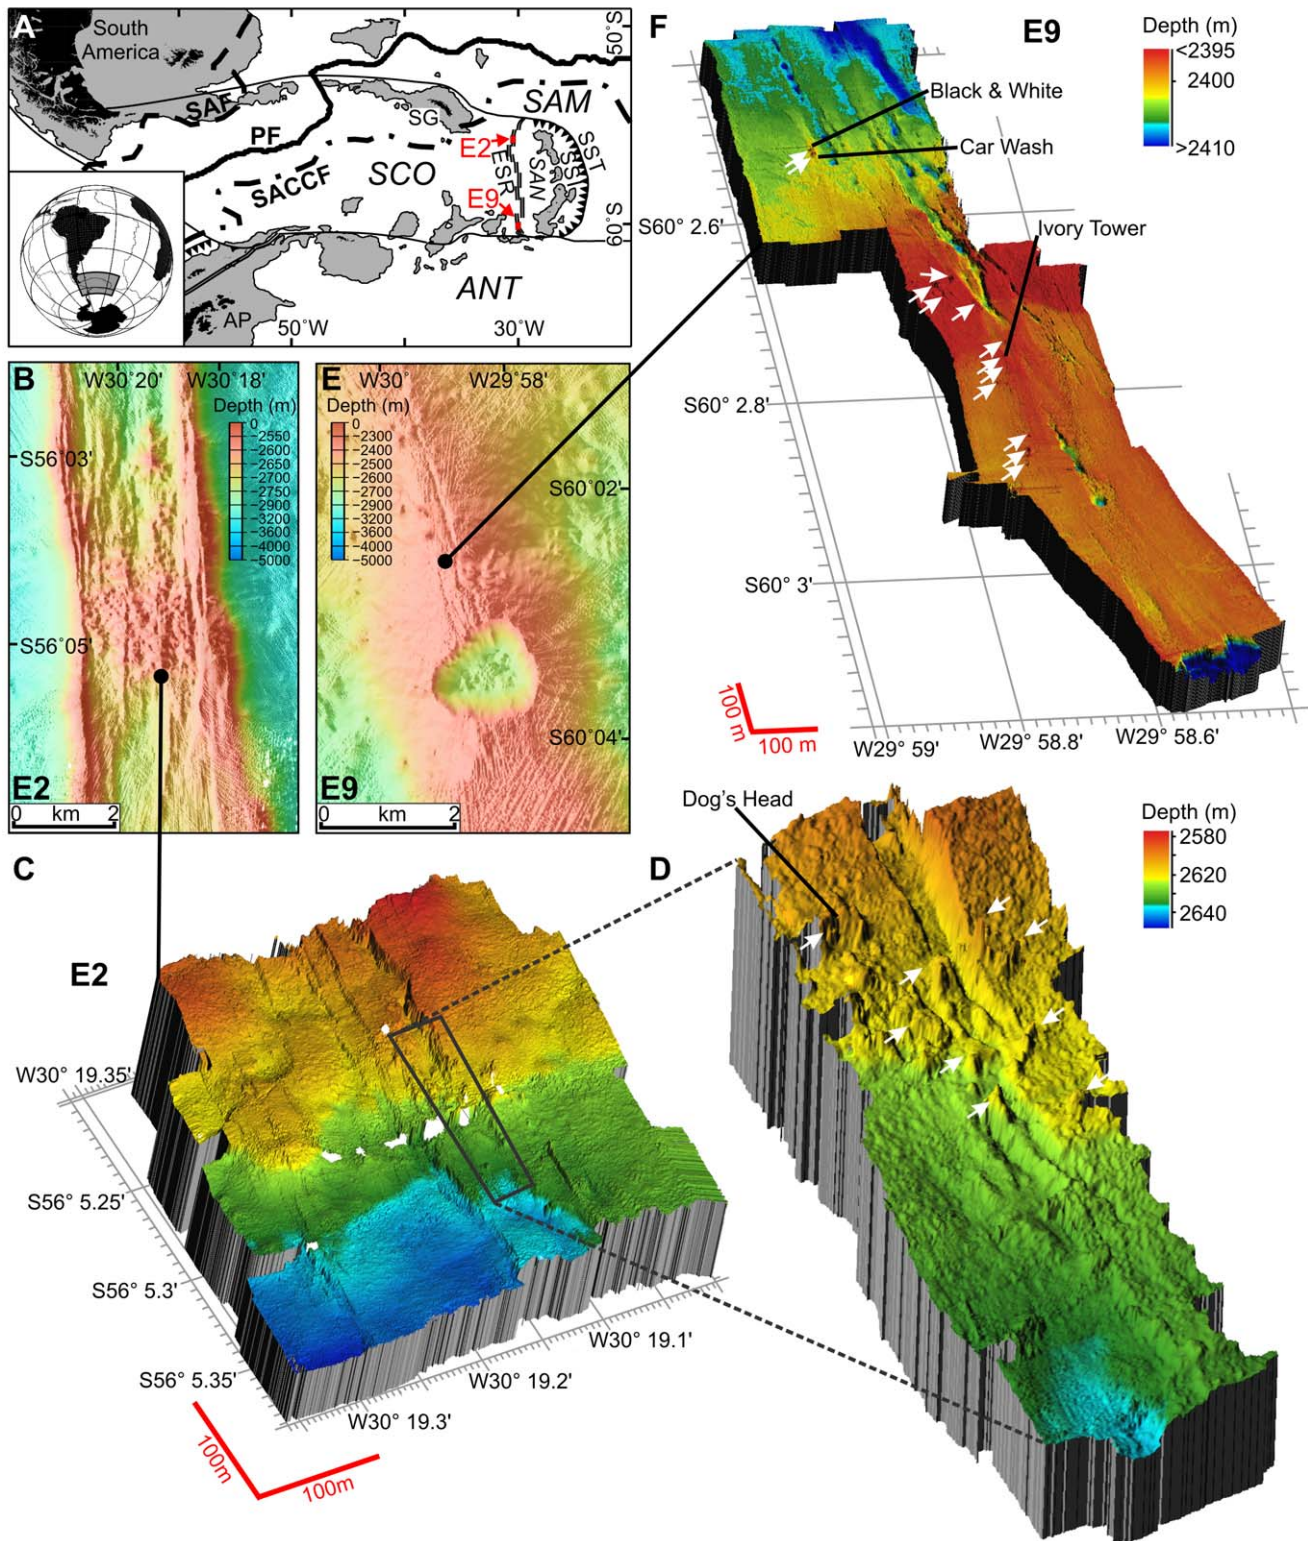 A
South
America
SAF
PF
SACCF
SCO
SG
SAM
E2
E9
ESR
SAN
SSI
SST
50°S
60°S
ANT
AP
50°W
30°W
B
W30°20'
W30°18'
Depth (m)
0
−2550
−2600
−2650
−2700
−2750
−2900
−3200
−3600
−4000
−5000
S56°03'
S56°05'
E2
0 km 2
E
W30°
W29°58'
Depth (m)
0
−2300
−2400
−2500
−2600
−2700
−2900
−3200
−3600
−4000
−5000
S60°02'
S60°04'
E9
0 km 2
F
E9
Depth (m)
<2395
2400
>2410
Black & White
Car Wash
Ivory Tower
S60° 2.6'
S60° 2.8'
S60° 3'
100 m
100 m
W29° 59'
W29° 58.8'
W29° 58.6'
C
E2
W30° 19.35'
S56° 5.25'
S56° 5.3'
S56° 5.35'
W30° 19.3'
W30° 19.2'
W30° 19.1'
100m
100m
D
Dog's Head
Depth (m)
2580
2620
2640